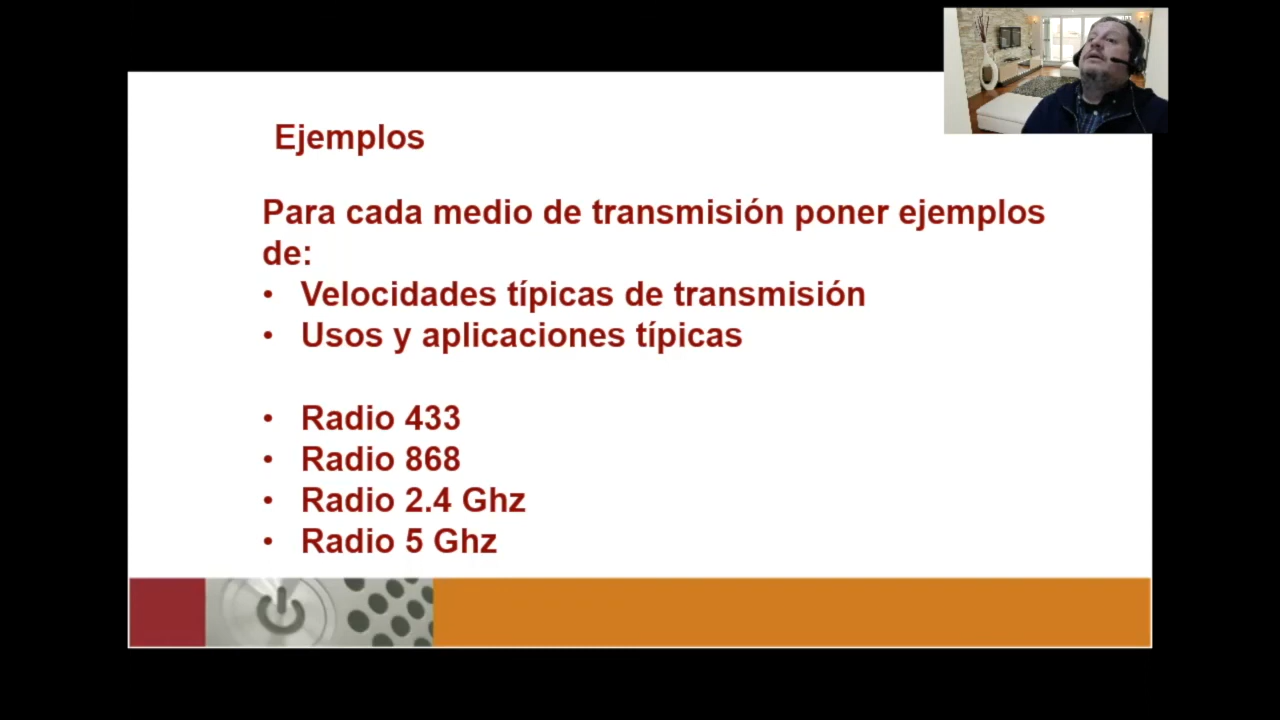 Ejemplos
Para cada medio de transmisión poner ejemplos
de:
• Velocidades típicas de transmisión
• Usos y aplicaciones típicas
• Radio 433
• Radio 868
• Radio 2.4 Ghz
• Radio 5 Ghz